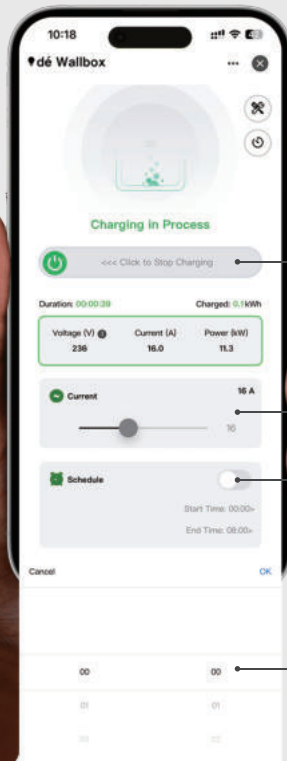 10:18
dé Wallbox
Charging in Process
<<< Click to Stop Charging
Duration: 00:00:39 Charged: 0.1kWh
Voltage (V) Current (A) Power (kW)
236 16.0 11.3
Current 16 A
16
Schedule
Start Time: 00:00>
End Time: 08:00>
Cancel OK
00 00
01 01